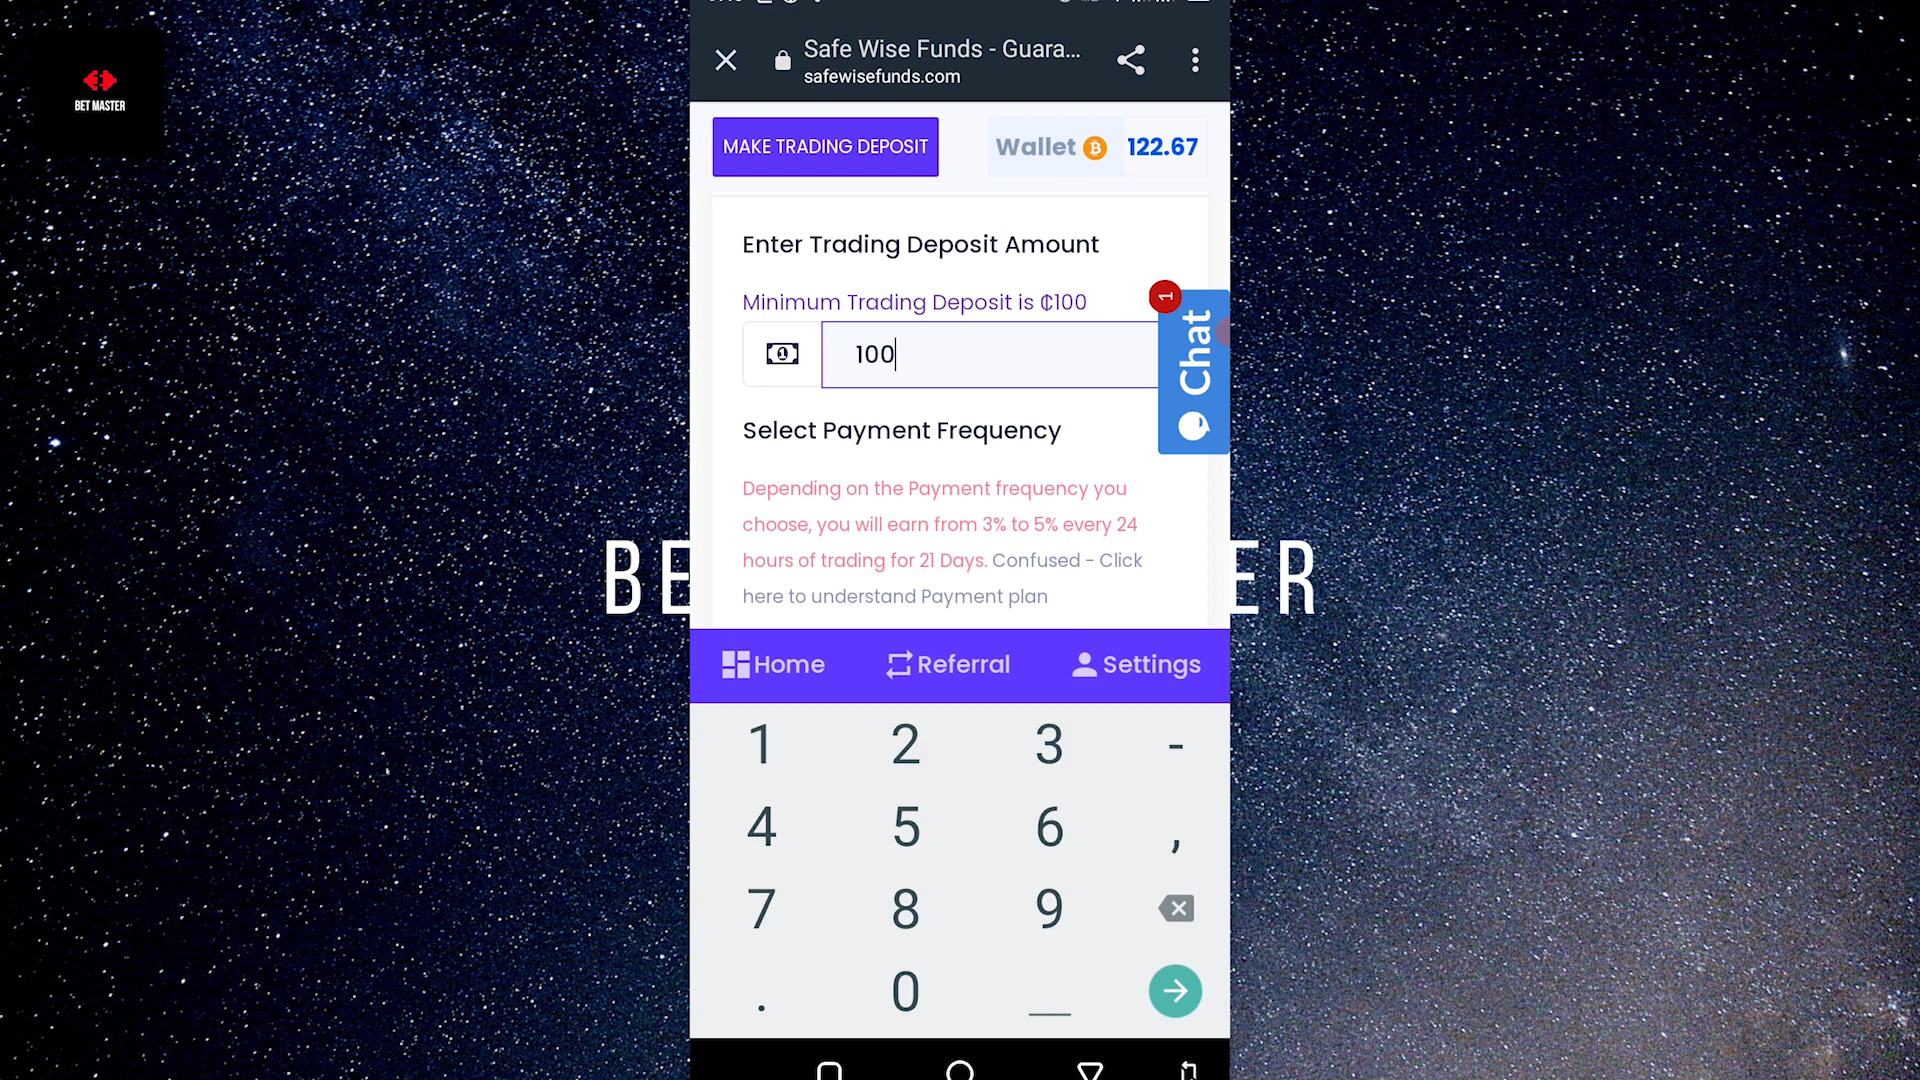 BET MASTER
Safe Wise Funds - Guara...
safewisefunds.com
MAKE TRADING DEPOSIT
Wallet 122.67
Enter Trading Deposit Amount
Minimum Trading Deposit is ₵100
1
100
Chat
Select Payment Frequency
Depending on the Payment frequency you
choose, you will earn from 3% to 5% every 24
hours of trading for 21 Days. Confused - Click
here to understand Payment plan
BE
ER
Home Referral Settings
1 2 3 -
4 5 6 ,
7 8 9
. 0